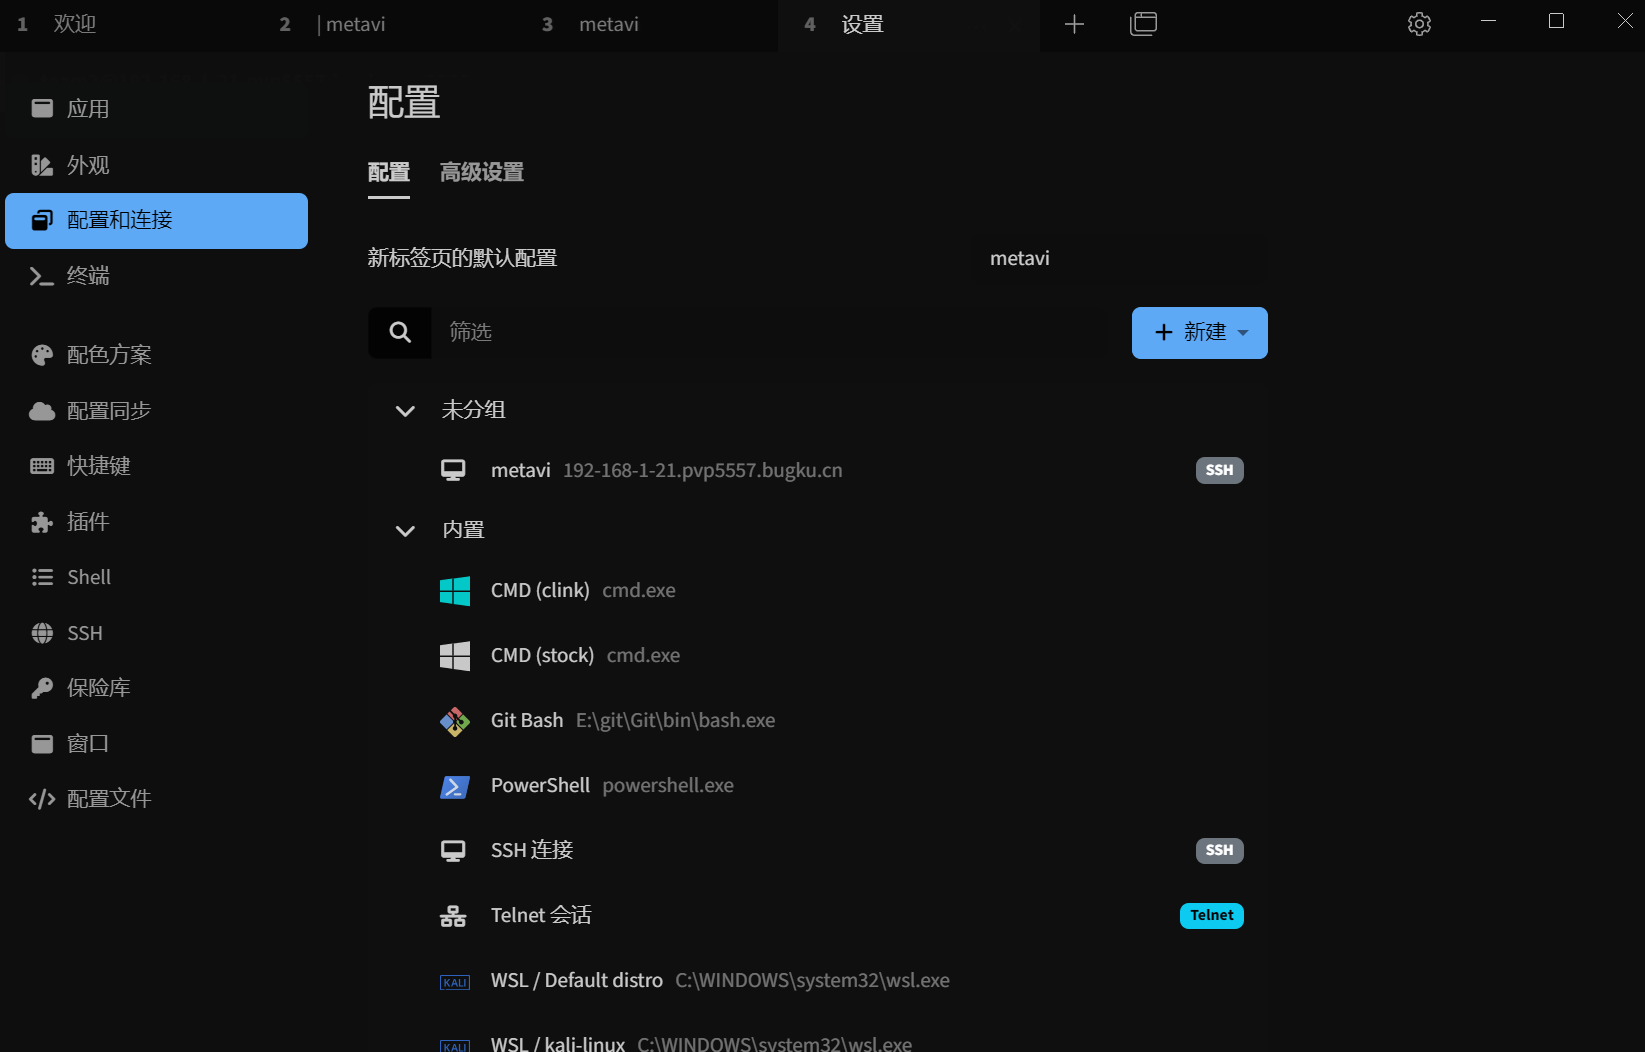 1 欢迎
2 | metavi
3 metavi
4 设置
应用
外观
配置和连接
终端
配色方案
配置同步
快捷键
插件
Shell
SSH
保险库
窗口
配置文件
配置
配置 高级设置
新标签页的默认配置 metavi
筛选 新建
未分组
metavi 192-168-1-21.pvp5557.bugku.cn SSH
内置
CMD (clink) cmd.exe
CMD (stock) cmd.exe
Git Bash E:\git\Git\bin\bash.exe
PowerShell powershell.exe
SSH 连接 SSH
Telnet 会话 Telnet
KALI WSL / Default distro C:\WINDOWS\system32\wsl.exe
KALI WSL / kali-linux C:\WINDOWS\system32\wsl.exe